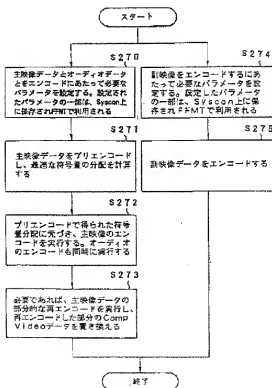 スタート
S270
主映像データとオーディオデータ
とをエンコードにあたって必要な
パラメータを設定する。設定され
たパラメータの一部は、Syscon上に
保存されFFMTで利用される
S274
副映像をエンコードするにあ
たって必要なパラメータを設
定する。設定したパラメータ
の一部は、Syscon上に保存さ
れFFMTで利用される
S271
主映像データをプリエンコード
し、最適な符号量の分配を計算
する
S275
副映像データをエンコードする
S272
プリエンコードで得られた符号
量分配に元づき、主映像のエン
コードを実行する。オーディオ
のエンコードも同時に実行する
S273
必要であれば、主映像データの
部分的な再エンコードを実行し、
再エンコードした部分のComp
Videoデータを置き換える
終了